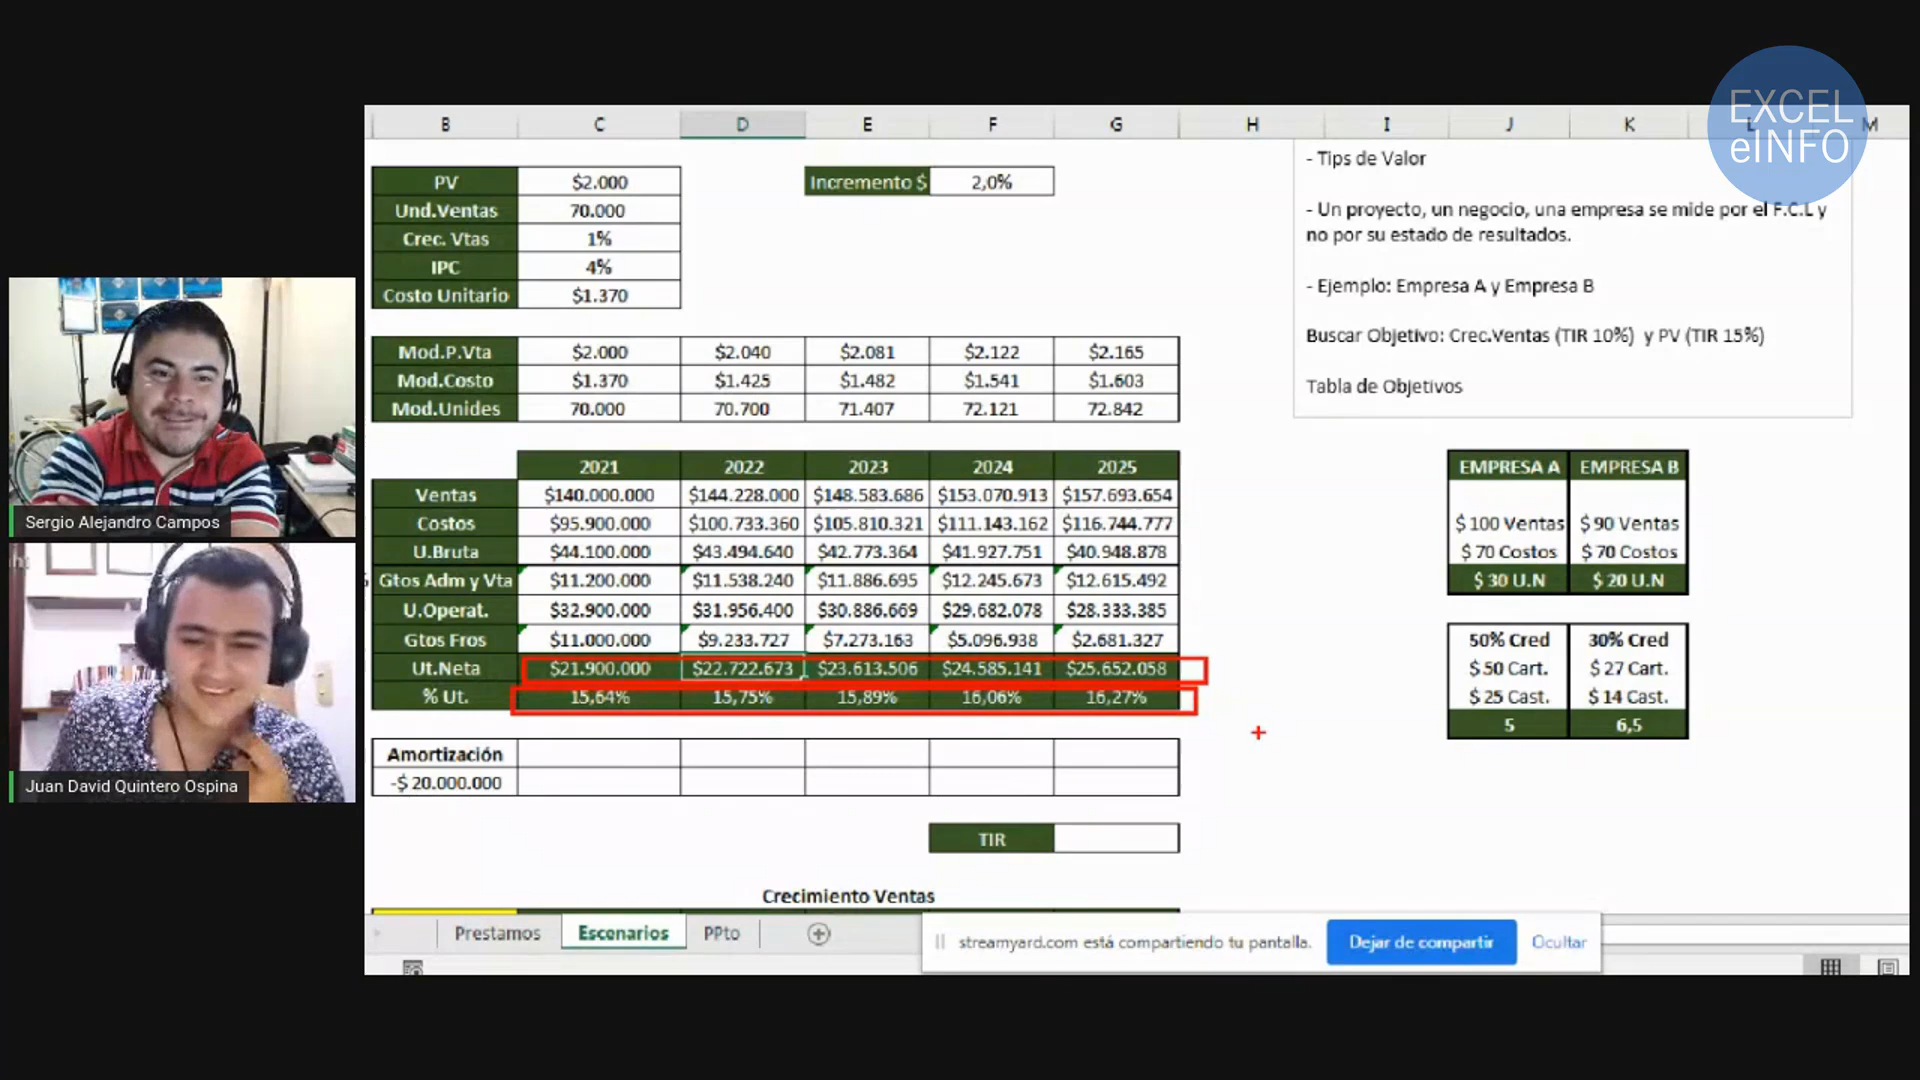 EXCEL
eINFO
B C D E F G H I J K L M
PV $2.000 Incremento $ 2,0%
Und.Ventas 70.000
Crec. Vtas 1%
IPC 4%
Costo Unitario $1.370
- Tips de Valor
- Un proyecto, un negocio, una empresa se mide por el F.C.L y
no por su estado de resultados.
- Ejemplo: Empresa A y Empresa B
Buscar Objetivo: Crec.Ventas (TIR 10%) y PV (TIR 15%)
Tabla de Objetivos
Mod.P.Vta $2.000 $2.040 $2.081 $2.122 $2.165
Mod.Costo $1.370 $1.425 $1.482 $1.541 $1.603
Mod.Unides 70.000 70.700 71.407 72.121 72.842
2021 2022 2023 2024 2025
Ventas $140.000.000 $144.228.000 $148.583.686 $153.070.913 $157.693.654
Costos $95.900.000 $100.733.360 $105.810.321 $111.143.162 $116.744.777
U.Bruta $44.100.000 $43.494.640 $42.773.364 $41.927.751 $40.948.878
Gtos Adm y Vta $11.200.000 $11.538.240 $11.886.695 $12.245.673 $12.615.492
U.Operat. $32.900.000 $31.956.400 $30.886.669 $29.682.078 $28.333.385
Gtos Fros $11.000.000 $9.233.727 $7.273.163 $5.096.938 $2.681.327
Ut.Neta $21.900.000 $22.722.673 $23.613.506 $24.585.141 $25.652.058
% Ut. 15,64% 15,75% 15,89% 16,06% 16,27%
EMPRESA A EMPRESA B
$ 100 Ventas $ 90 Ventas
$ 70 Costos $ 70 Costos
$ 30 U.N $ 20 U.N
50% Cred 30% Cred
$ 50 Cart. $ 27 Cart.
$ 25 Cast. $ 14 Cast.
5 6,5
Amortización
-$ 20.000.000
TIR
Crecimiento Ventas
Prestamos Escenarios PPto
streamyard.com está compartiendo tu pantalla. Dejar de compartir Ocultar
Sergio Alejandro Campos
Juan David Quintero Ospina